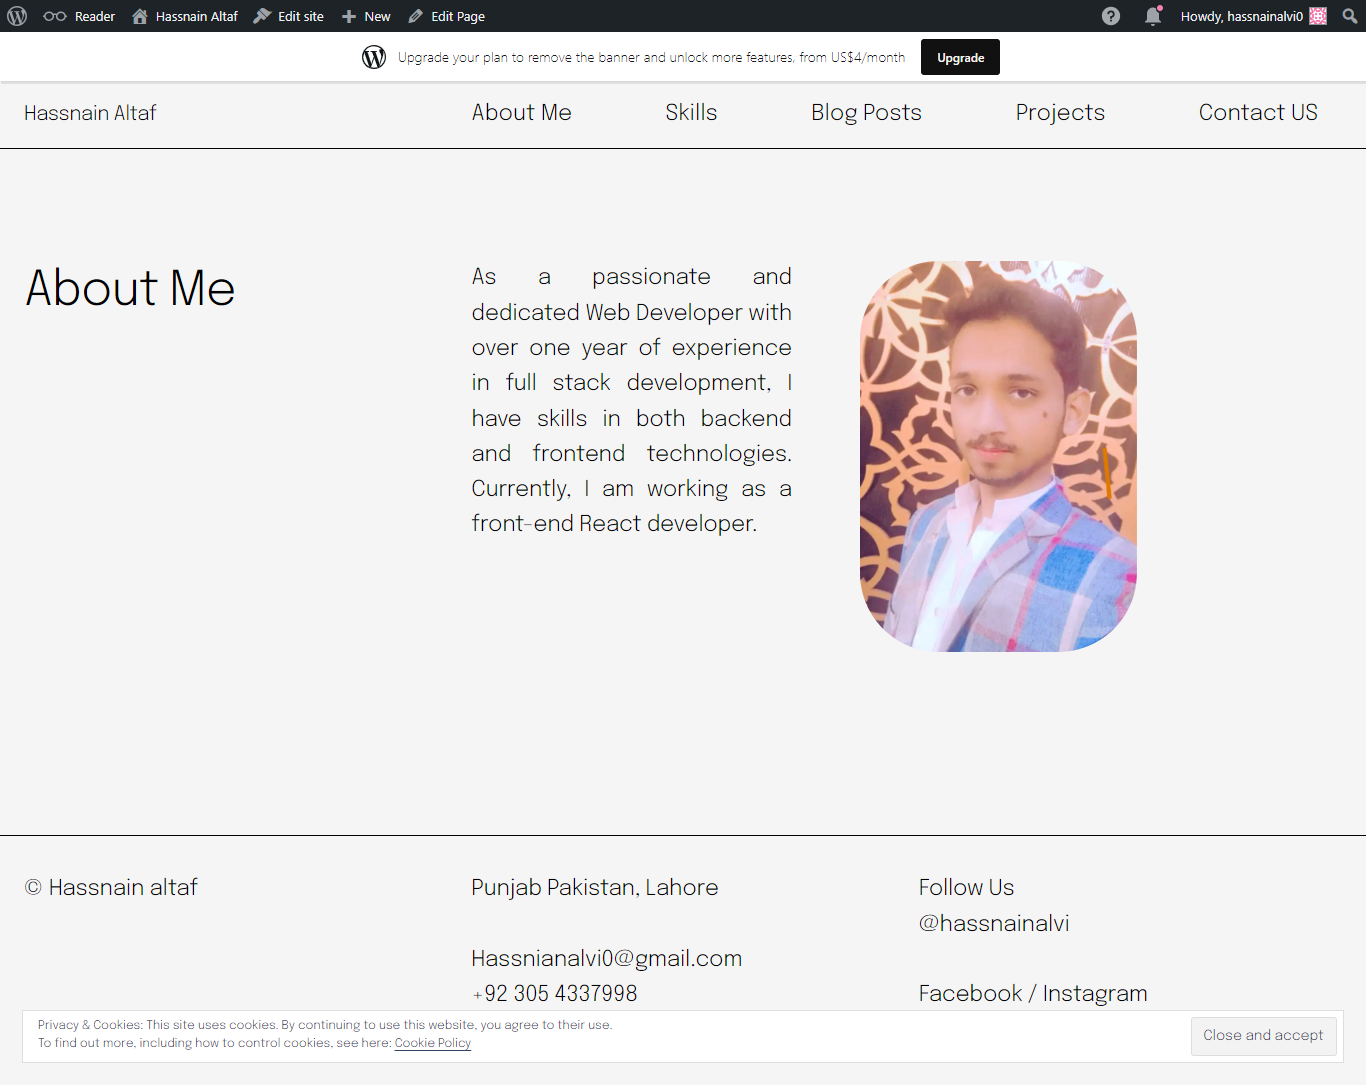 Reader Hassnain Altaf Edit site New Edit Page Howdy, hassnainalvi0
Upgrade your plan to remove the banner and unlock more features, from US$4/month Upgrade
Hassnain Altaf About Me Skills Blog Posts Projects Contact US
About Me
As a passionate and
dedicated Web Developer with
over one year of experience
in full stack development, I
have skills in both backend
and frontend technologies.
Currently, I am working as a
front-end React developer.
© Hassnain altaf
Punjab Pakistan, Lahore
Hassnianalvi0@gmail.com
+92 305 4337998
Follow Us
@hassnainalvi
Facebook / Instagram
Privacy & Cookies: This site uses cookies. By continuing to use this website, you agree to their use.
To find out more, including how to control cookies, see here: Cookie Policy
Close and accept